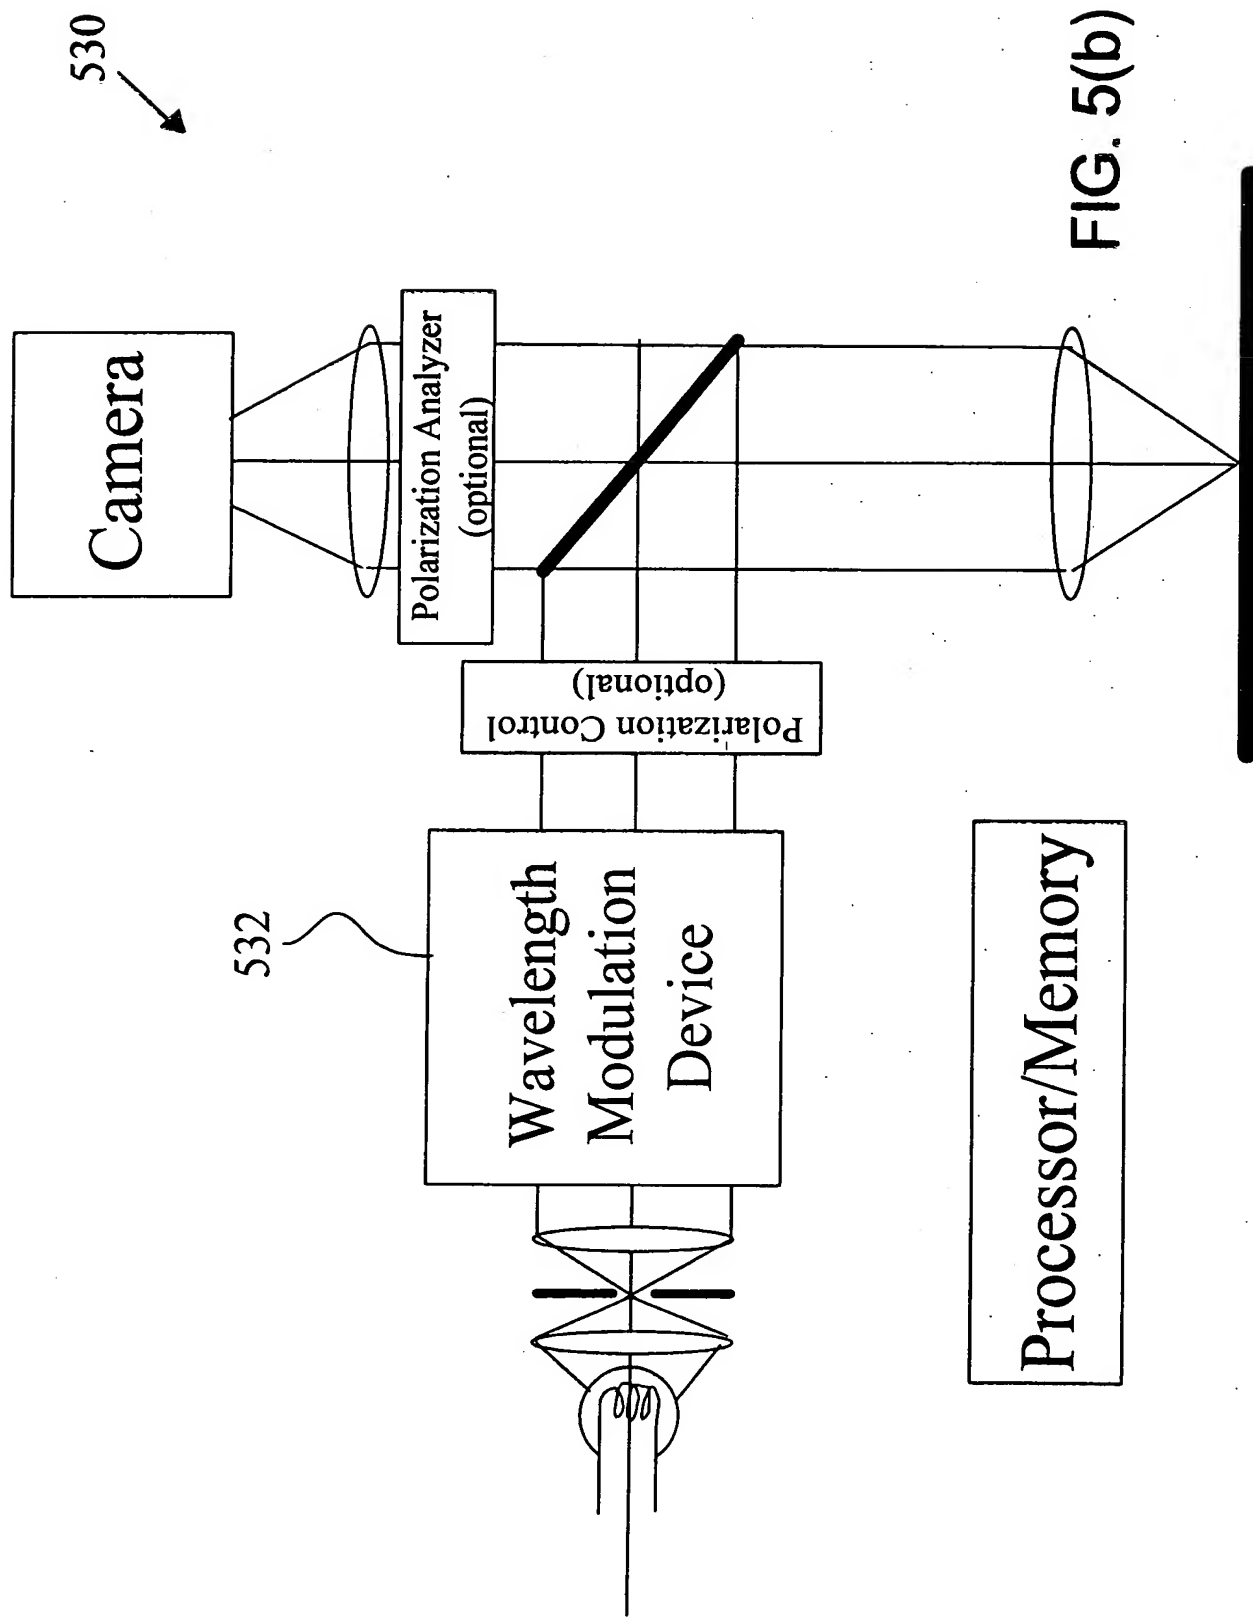 530
Camera
Polarization Analyzer
(optional)
Polarization Control
(optional)
532
Wavelength
Modulation
Device
Processor/Memory
FIG. 5(b)